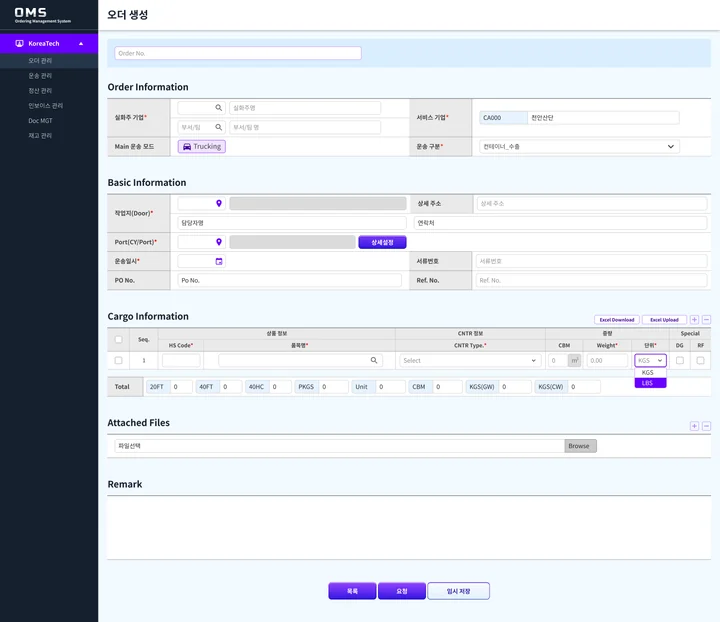 OMS
Ordering Management System
오더 생성
KoreaTech
오더 관리
운송 관리
정산 관리
인보이스 관리
Doc MGT
재고 관리
Order No.
Order Information
실화주 기업*
실화주명
서비스 기업*
CA000
천안산단
부서/팀
부서/팀 명
Main 운송 모드
Trucking
운송 구분*
컨테이너_수출
Basic Information
작업지(Door)*
상세 주소
상세 주소
담당자명
연락처
Port(CY/Port)*
상세설정
운송일시*
서류번호
서류번호
PO No.
Po No.
Ref. No.
Ref. No.
Cargo Information
Excel Download
Excel Upload
Seq.
상품 정보
CNTR 정보
중량
Special
HS Code*
품목명*
CNTR Type.*
CBM
Weight*
단위*
DG
RF
1
Select
0
m³
0.00
KGS
KGS
LBS
Total
20FT 0
40FT 0
40HC 0
PKGS 0
Unit 0
CBM 0
KGS(GW) 0
KGS(CW) 0
Attached Files
파일선택
Browse
Remark
목록
요청
임시 저장